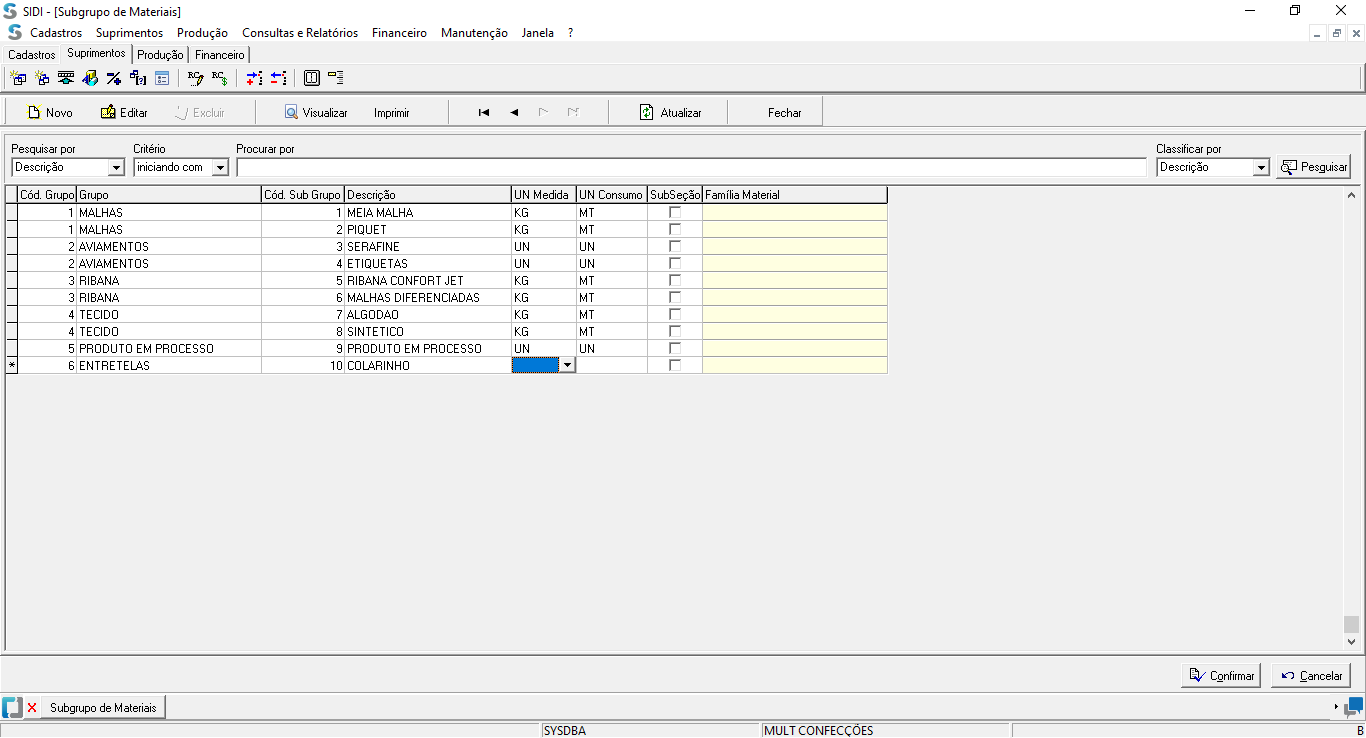 SIDI - [Subgrupo de Materiais]
Cadastros Suprimentos Produção Consultas e Relatórios Financeiro Manutenção Janela ?
Cadastros Suprimentos Produção Financeiro
Novo Editar Excluir Visualizar Imprimir Atualizar Fechar
Pesquisar por Critério Procurar por Classificar por
Descrição iniciando com Descrição Pesquisar
Cód. Grupo Grupo Cód. Sub Grupo Descrição UN Medida UN Consumo SubSeção Família Material
1 MALHAS 1 MEIA MALHA KG MT
1 MALHAS 2 PIQUET KG MT
2 AVIAMENTOS 3 SERAFINE UN UN
2 AVIAMENTOS 4 ETIQUETAS UN UN
3 RIBANA 5 RIBANA CONFORT JET KG MT
3 RIBANA 6 MALHAS DIFERENCIADAS KG MT
4 TECIDO 7 ALGODAO KG MT
4 TECIDO 8 SINTETICO KG MT
5 PRODUTO EM PROCESSO 9 PRODUTO EM PROCESSO UN UN
* 6 ENTRETELAS 10 COLARINHO
Confirmar Cancelar
Subgrupo de Materiais
SYSDBA MULT CONFECÇÕES B